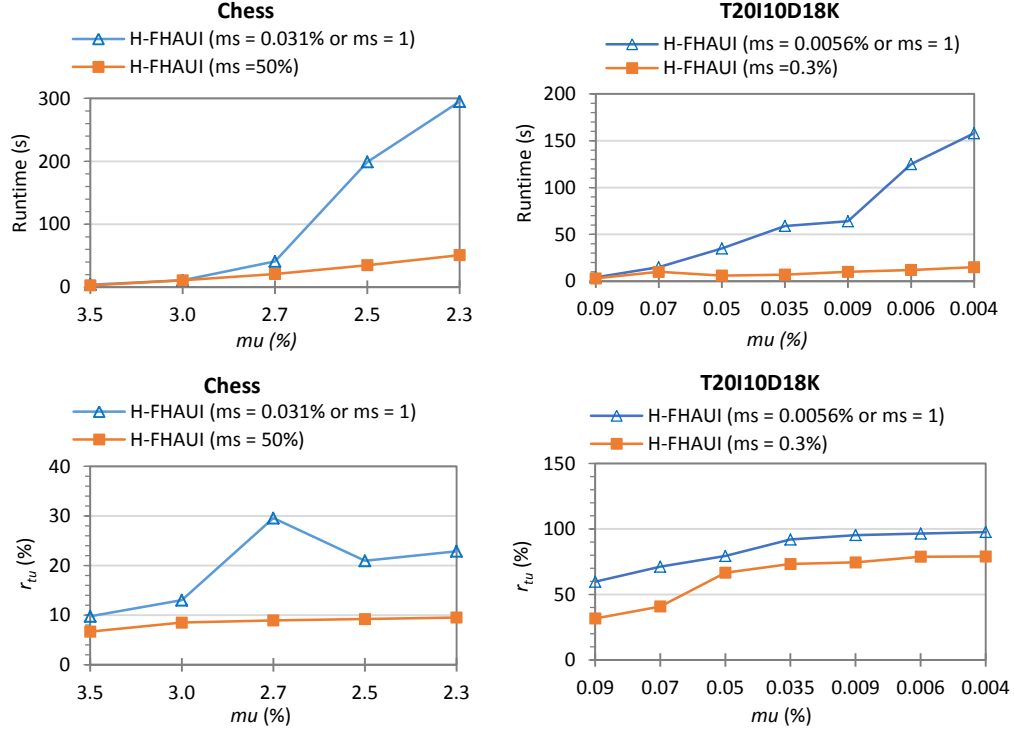 Chess
H-FHAUI (ms = 0.031% or ms = 1)
H-FHAUI (ms =50%)
300
200
100
0
Runtime (s)
3.5 3.0 2.7 2.5 2.3
mu (%)
T20I10D18K
H-FHAUI (ms = 0.0056% or ms = 1)
H-FHAUI (ms =0.3%)
200
150
100
50
0
Runtime (s)
0.09 0.07 0.05 0.035 0.009 0.006 0.004
mu (%)
Chess
H-FHAUI (ms = 0.031% or ms = 1)
H-FHAUI (ms = 50%)
40
30
20
10
0
r_tu (%)
3.5 3.0 2.7 2.5 2.3
mu (%)
T20I10D18K
H-FHAUI (ms = 0.0056% or ms = 1)
H-FHAUI (ms = 0.3%)
150
100
50
0
r_tu (%)
0.09 0.07 0.05 0.035 0.009 0.006 0.004
mu (%)